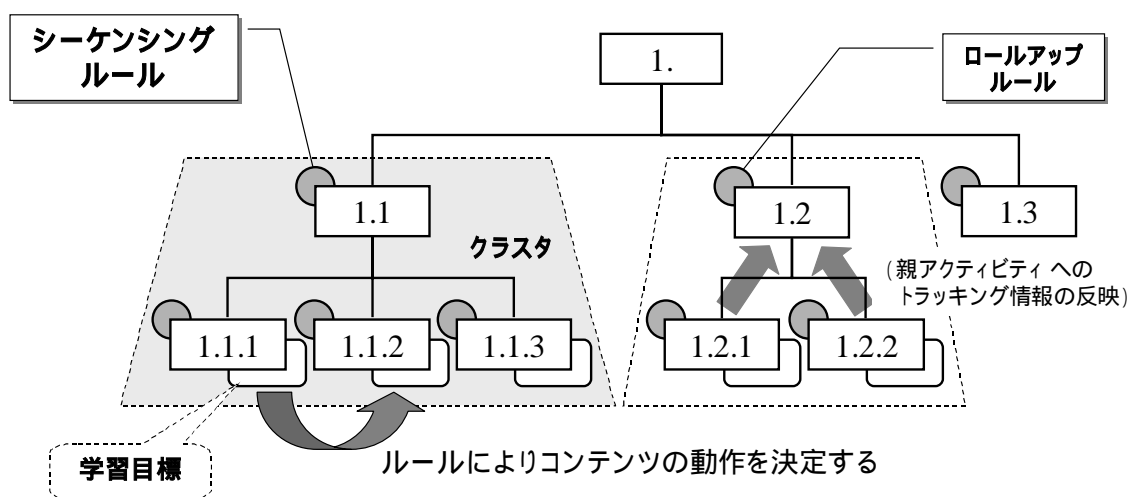 シーケンシング
ルール
1.
ロールアップ
ルール
1.1
1.2
1.3
クラスタ
(親アクティビティへの
トラッキング情報の反映)
1.1.1
1.1.2
1.1.3
1.2.1
1.2.2
学習目標
ルールによりコンテンツの動作を決定する